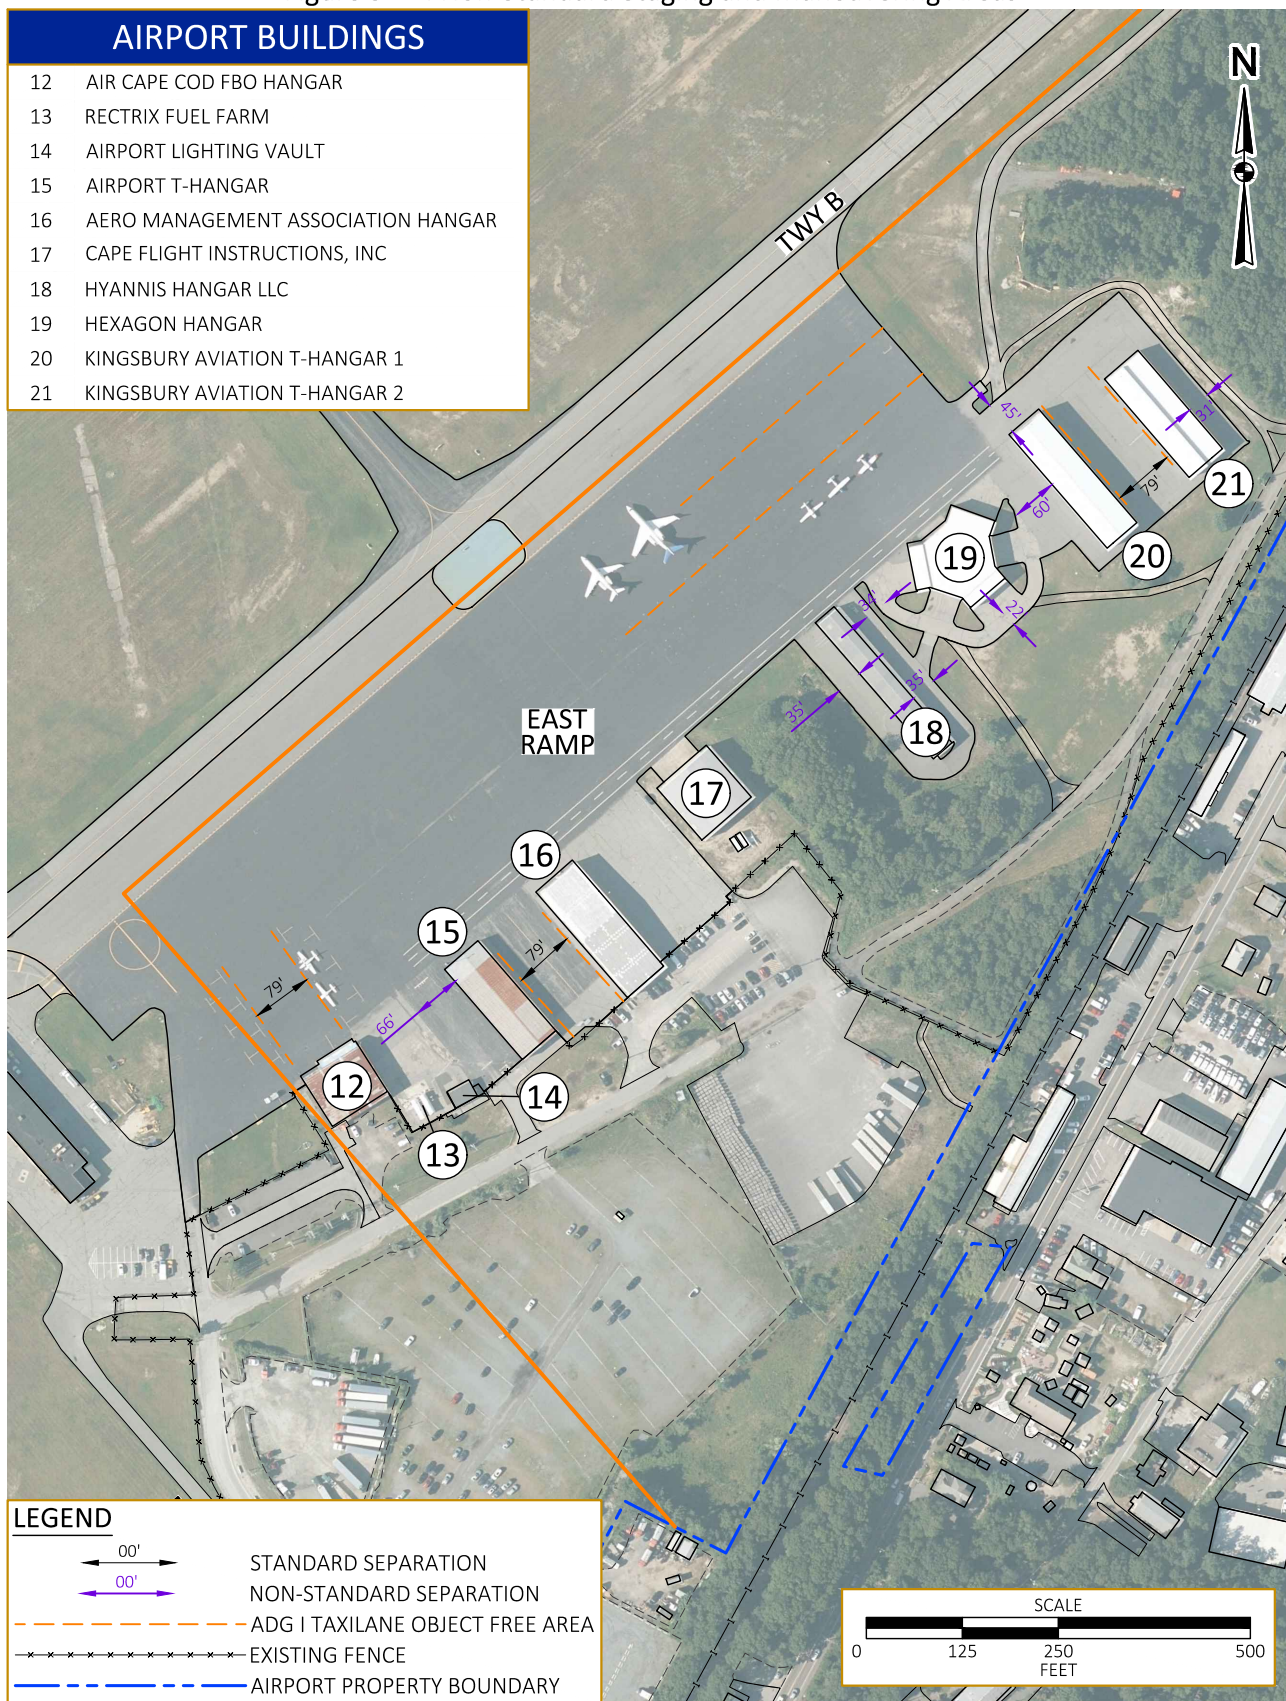 AIRPORT BUILDINGS
12 AIR CAPE COD FBO HANGAR
13 RECTRIX FUEL FARM
14 AIRPORT LIGHTING VAULT
15 AIRPORT T-HANGAR
16 AERO MANAGEMENT ASSOCIATION HANGAR
17 CAPE FLIGHT INSTRUCTIONS, INC
18 HYANNIS HANGAR LLC
19 HEXAGON HANGAR
20 KINGSBURY AVIATION T-HANGAR 1
21 KINGSBURY AVIATION T-HANGAR 2
N
TWY B
45'
31'
79'
21
60'
20
19
22'
34'
35'
35'
18
EAST
RAMP
17
16
15
79'
79'
66'
12
14
13
LEGEND
00' STANDARD SEPARATION
00' NON-STANDARD SEPARATION
ADG I TAXILANE OBJECT FREE AREA
EXISTING FENCE
AIRPORT PROPERTY BOUNDARY
SCALE
0 125 250 500
FEET